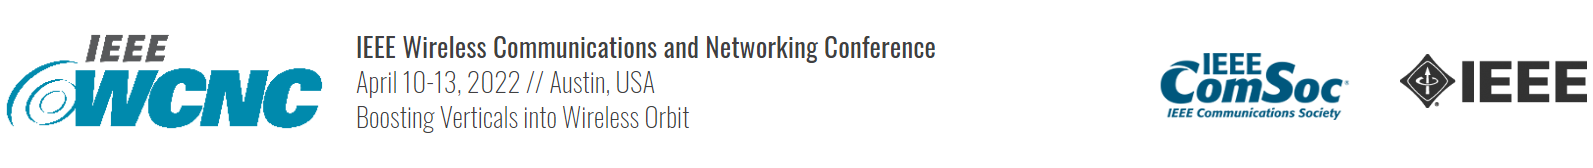 IEEE
WCNC
IEEE Wireless Communications and Networking Conference
April 10-13, 2022 // Austin, USA
Boosting Verticals into Wireless Orbit
IEEE
ComSoc®
IEEE Communications Society
IEEE